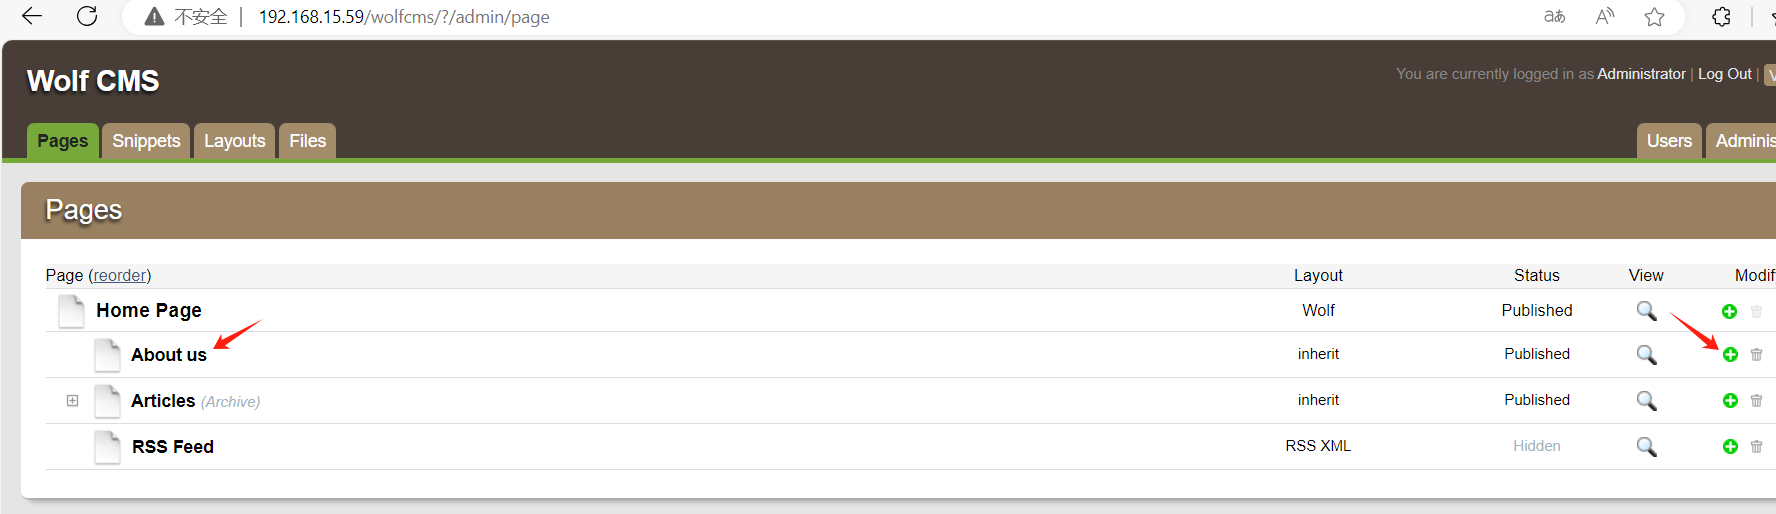 不安全 | 192.168.15.59/wolfcms/?/admin/page
Wolf CMS
You are currently logged in as Administrator | Log Out |
Pages Snippets Layouts Files Users Adminis
Pages
Page (reorder) Layout Status View Modif
Home Page Wolf Published
About us inherit Published
Articles (Archive) inherit Published
RSS Feed RSS XML Hidden